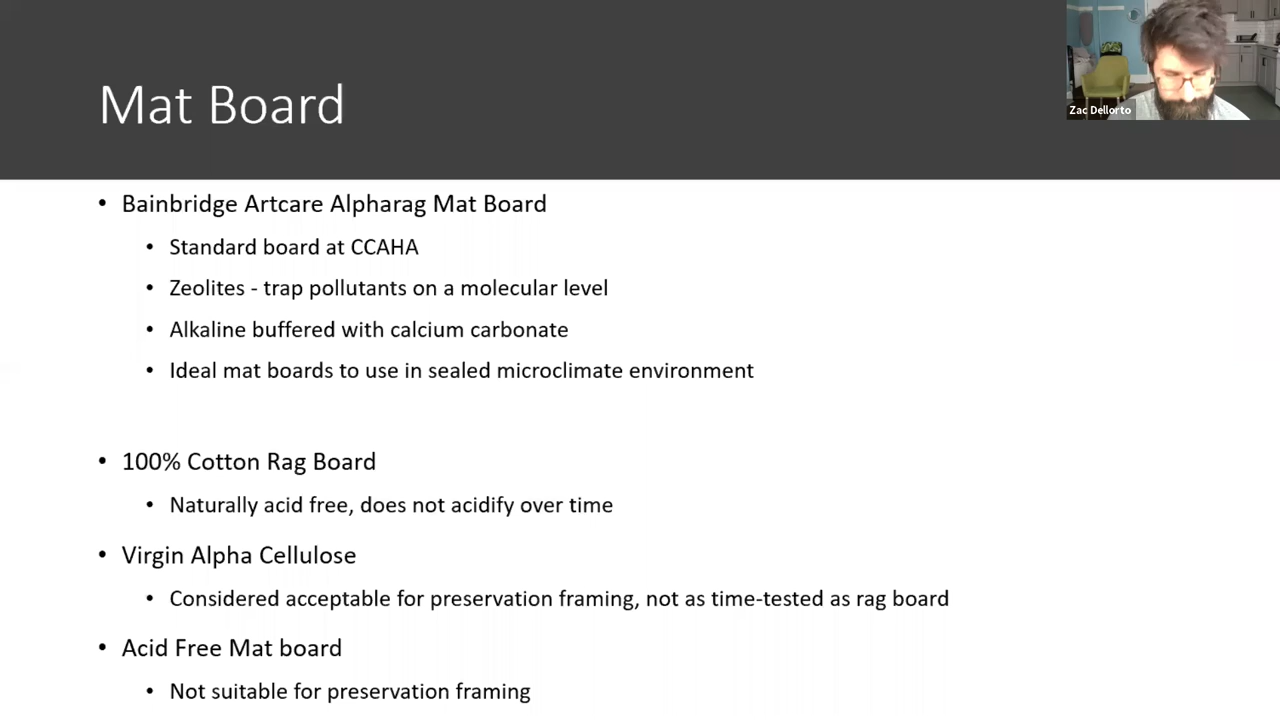 Mat Board
Zac Dellorto
• Bainbridge Artcare Alpharag Mat Board
• Standard board at CCAHA
• Zeolites - trap pollutants on a molecular level
• Alkaline buffered with calcium carbonate
• Ideal mat boards to use in sealed microclimate environment
• 100% Cotton Rag Board
• Naturally acid free, does not acidify over time
• Virgin Alpha Cellulose
• Considered acceptable for preservation framing, not as time-tested as rag board
• Acid Free Mat board
• Not suitable for preservation framing